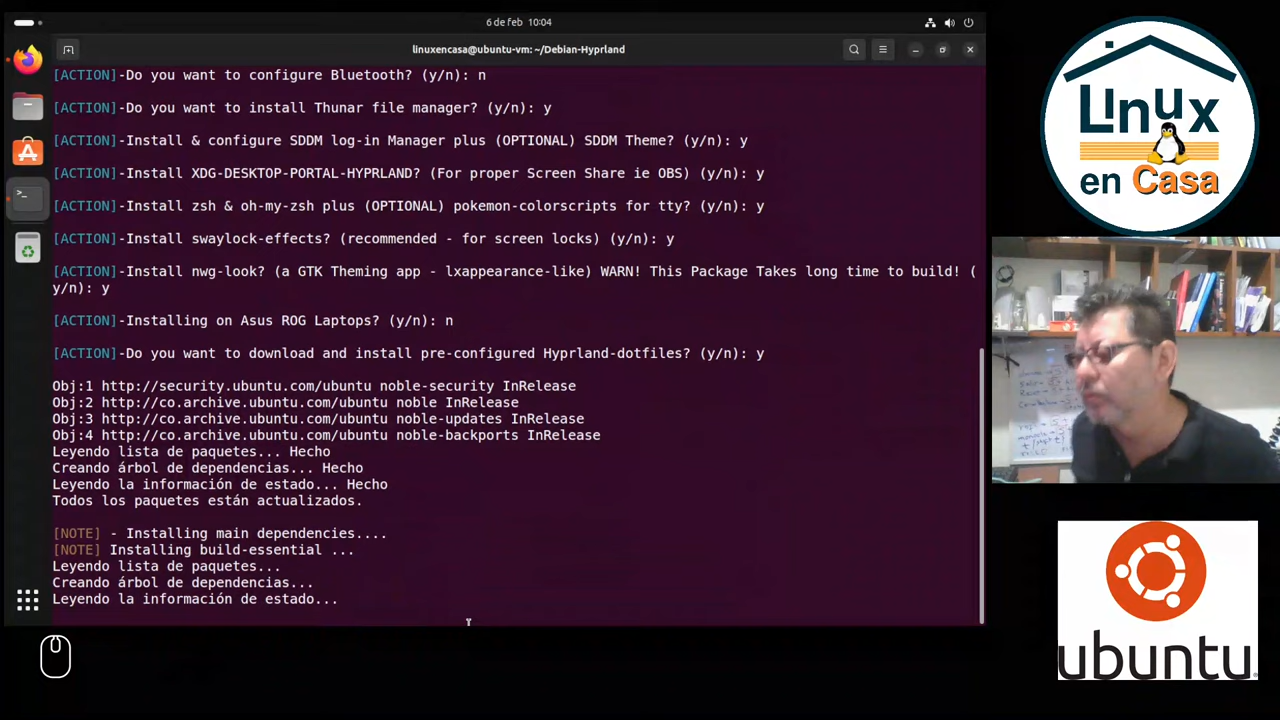 6 de feb 10:04
linuxencasa@ubuntu-vm: ~/Debian-Hyprland
[ACTION]-Do you want to configure Bluetooth? (y/n): n
[ACTION]-Do you want to install Thunar file manager? (y/n): y
[ACTION]-Install & configure SDDM log-in Manager plus (OPTIONAL) SDDM Theme? (y/n): y
[ACTION]-Install XDG-DESKTOP-PORTAL-HYPRLAND? (For proper Screen Share ie OBS) (y/n): y
[ACTION]-Install zsh & oh-my-zsh plus (OPTIONAL) pokemon-colorscripts for tty? (y/n): y
[ACTION]-Install swaylock-effects? (recommended - for screen locks) (y/n): y
[ACTION]-Install nwg-look? (a GTK Theming app - lxappearance-like) WARN! This Package Takes long time to build! (
y/n): y
[ACTION]-Installing on Asus ROG Laptops? (y/n): n
[ACTION]-Do you want to download and install pre-configured Hyprland-dotfiles? (y/n): y
Obj:1 http://security.ubuntu.com/ubuntu noble-security InRelease
Obj:2 http://co.archive.ubuntu.com/ubuntu noble InRelease
Obj:3 http://co.archive.ubuntu.com/ubuntu noble-updates InRelease
Obj:4 http://co.archive.ubuntu.com/ubuntu noble-backports InRelease
Leyendo lista de paquetes... Hecho
Creando árbol de dependencias... Hecho
Leyendo la información de estado... Hecho
Todos los paquetes están actualizados.
[NOTE] - Installing main dependencies....
[NOTE] Installing build-essential ...
Leyendo lista de paquetes...
Creando árbol de dependencias...
Leyendo la información de estado...
Linux
en Casa
ubuntu